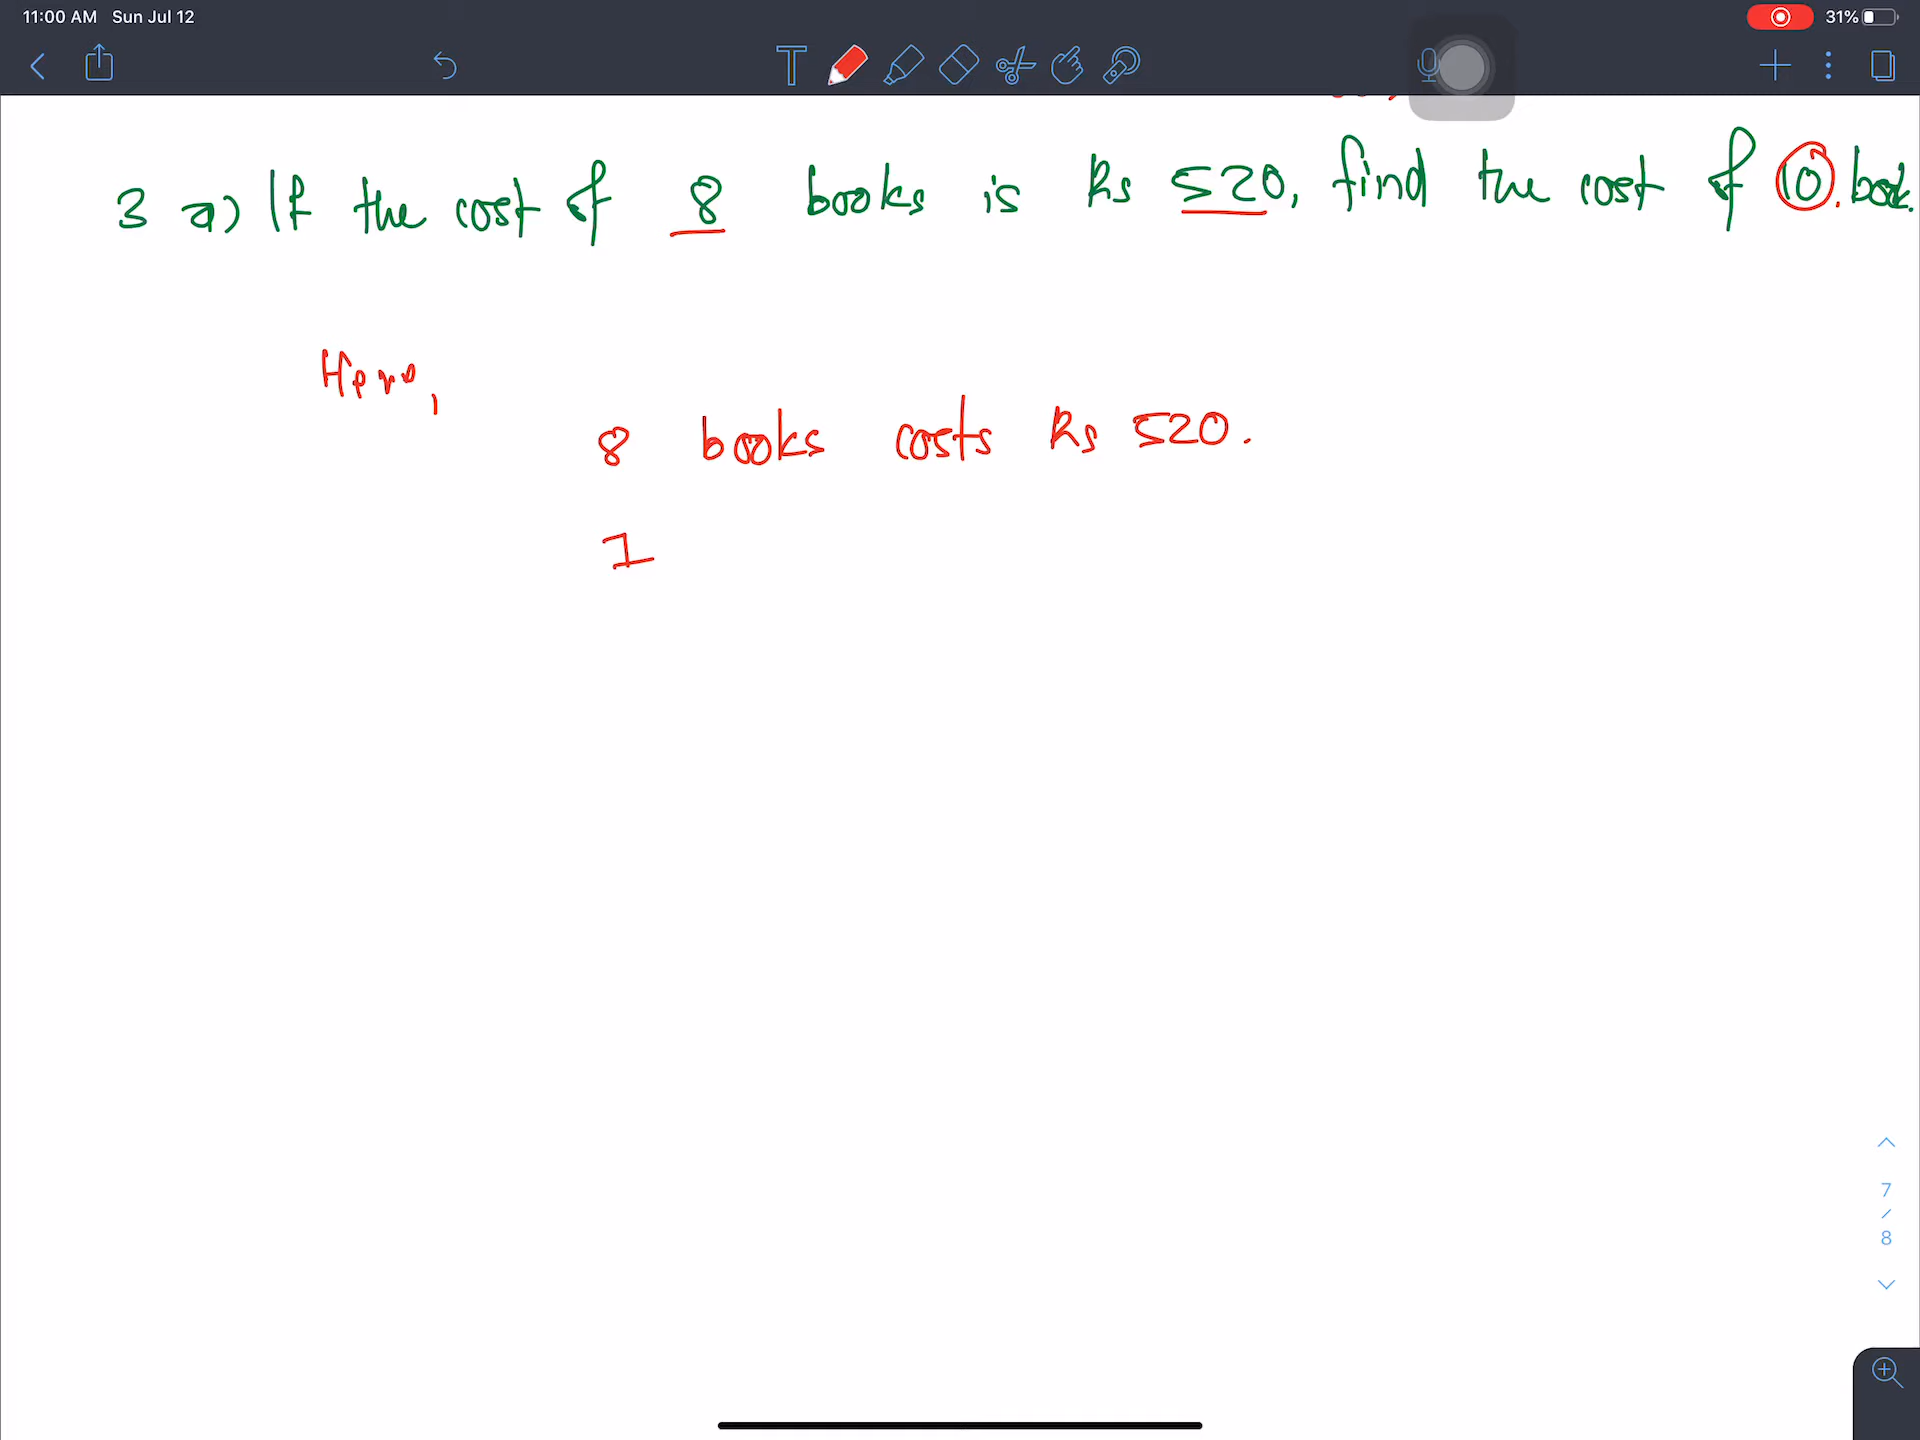 11:00 AM Sun Jul 12
31%
3 a) If the cost of 8 books is Rs 520, find the cost of 10. book.
Here,
8 books costs Rs 520.
1
7
/
8